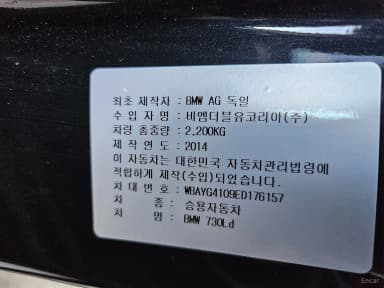 최초 제작자 : BMW AG 독일
수 입 자 명 : 비엠더블유코리아(주)
차량 총중량 : 2,200KG
제 작 연 도 : 2014
이 자동차는 대한민국 자동차관리법령에
적합하게 제작(수입)되었습니다.
차 대 번 호 : WBAYG4109ED176157
차 종 : 승용자동차
차 명 : BMW 730Ld
Encar